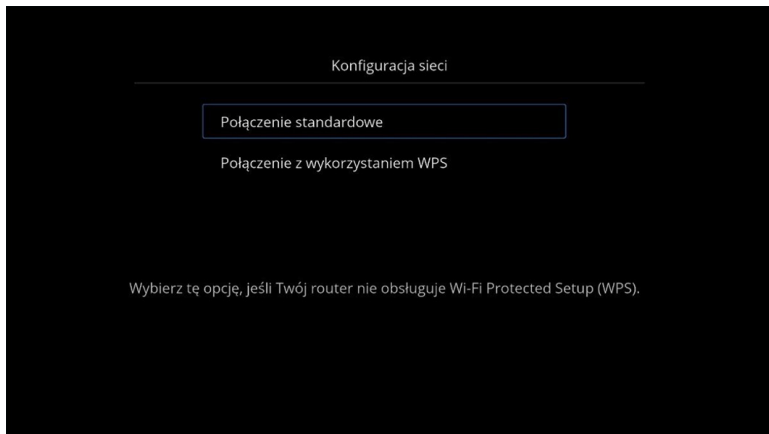 Konfiguracja sieci
Połączenie standardowe
Połączenie z wykorzystaniem WPS
Wybierz tę opcję, jeśli Twój router nie obsługuje Wi-Fi Protected Setup (WPS).